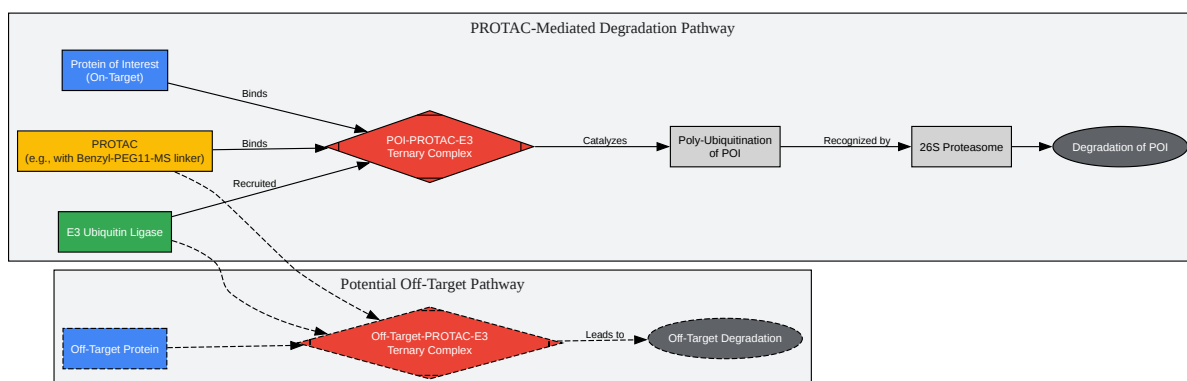 PROTAC-Mediated Degradation Pathway
Protein of Interest
(On-Target)
Binds
PROTAC
(e.g., with Benzyl-PEG11-MS linker)
Binds
POI-PROTAC-E3
Ternary Complex
Catalyzes
Poly-Ubiquitination
of POI
Recognized by
26S Proteasome
Degradation of POI
Recruited
E3 Ubiquitin Ligase
Potential Off-Target Pathway
Off-Target Protein
Off-Target-PROTAC-E3
Ternary Complex
Leads to
Off-Target Degradation